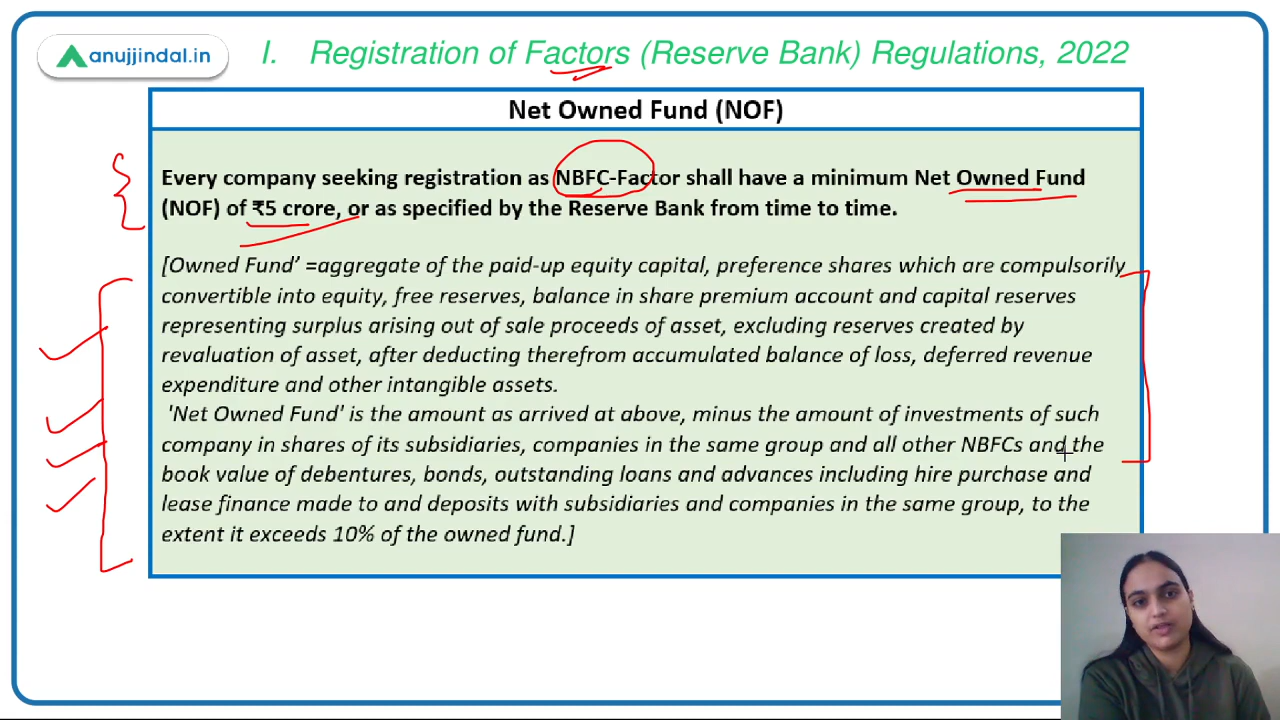 anujjindal.in
I. Registration of Factors (Reserve Bank) Regulations, 2022
Net Owned Fund (NOF)
Every company seeking registration as NBFC-Factor shall have a minimum Net Owned Fund
(NOF) of ₹5 crore, or as specified by the Reserve Bank from time to time.
[Owned Fund’ =aggregate of the paid-up equity capital, preference shares which are compulsorily
convertible into equity, free reserves, balance in share premium account and capital reserves
representing surplus arising out of sale proceeds of asset, excluding reserves created by
revaluation of asset, after deducting therefrom accumulated balance of loss, deferred revenue
expenditure and other intangible assets.
'Net Owned Fund' is the amount as arrived at above, minus the amount of investments of such
company in shares of its subsidiaries, companies in the same group and all other NBFCs and the
book value of debentures, bonds, outstanding loans and advances including hire purchase and
lease finance made to and deposits with subsidiaries and companies in the same group, to the
extent it exceeds 10% of the owned fund.]